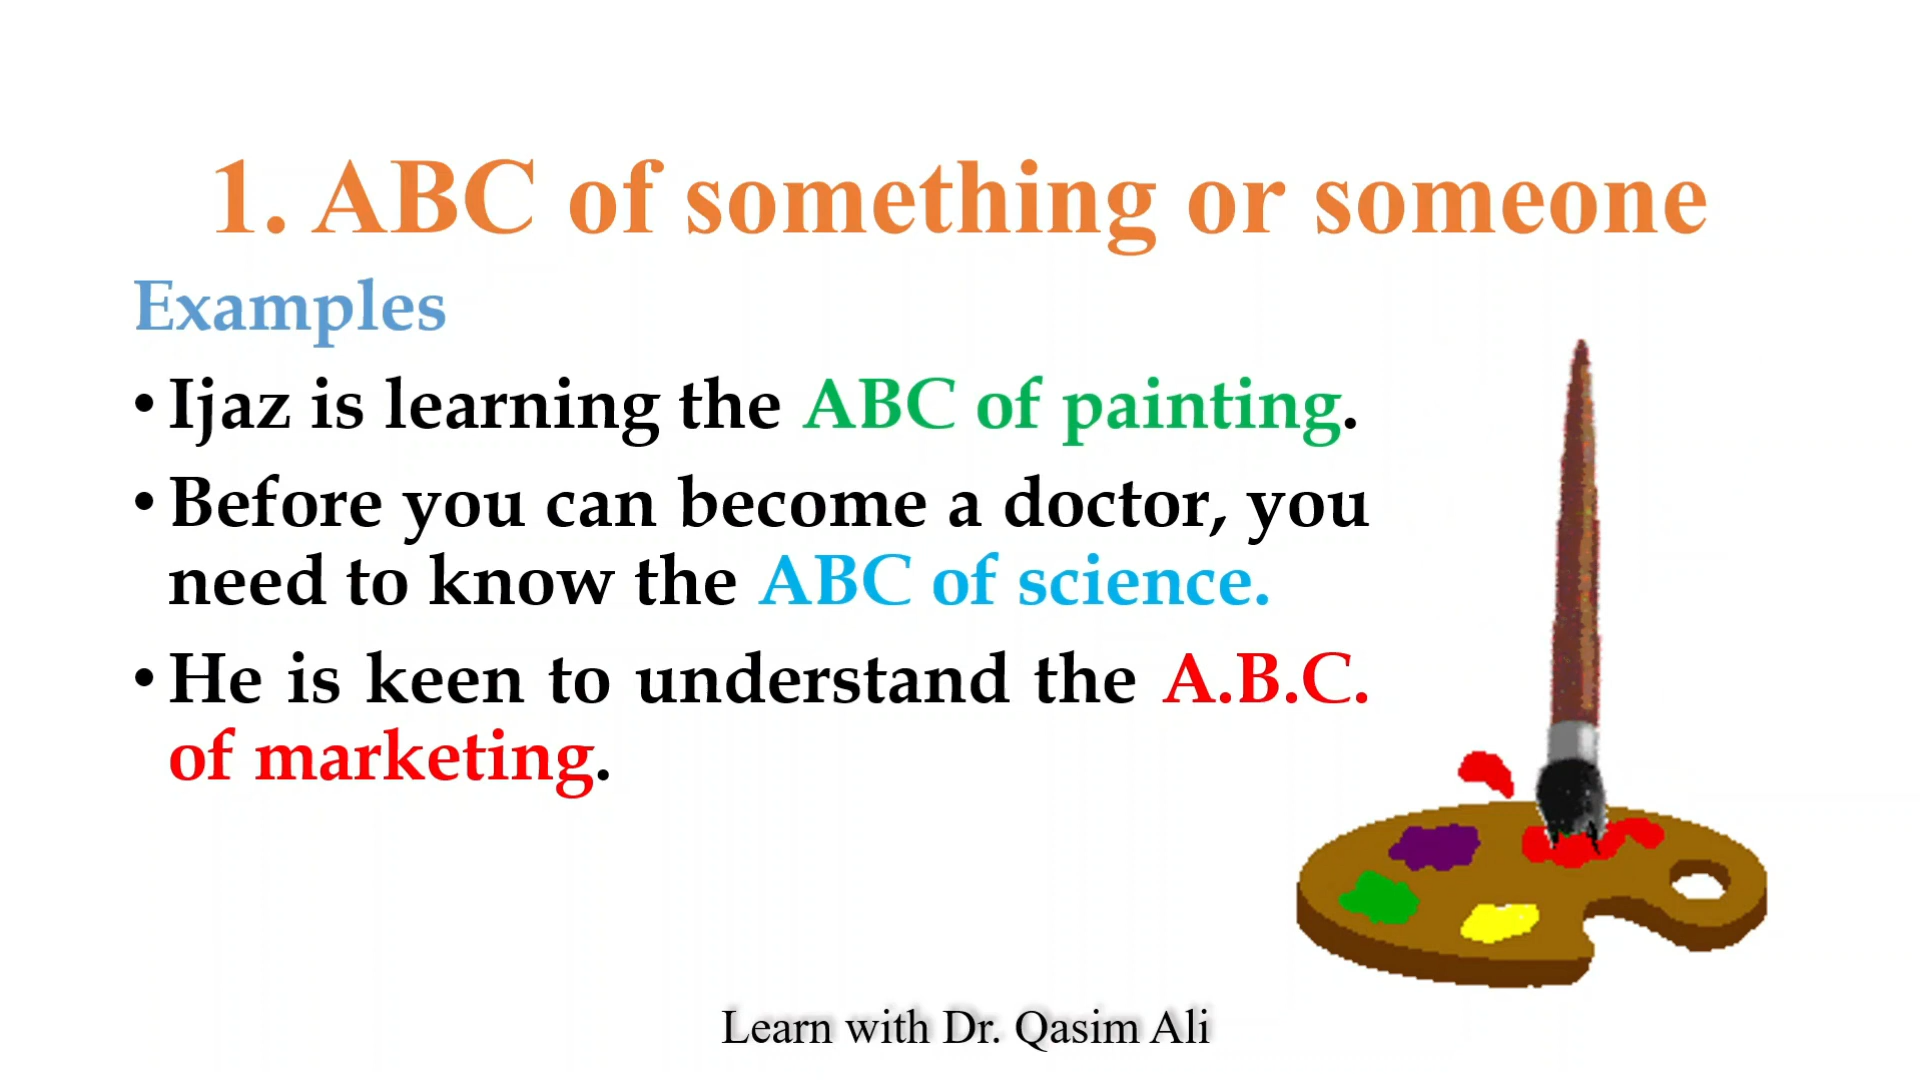 1. ABC of something or someone
Examples
• Ijaz is learning the ABC of painting.
• Before you can become a doctor, you
need to know the ABC of science.
• He is keen to understand the A.B.C.
of marketing.
Learn with Dr. Qasim Ali